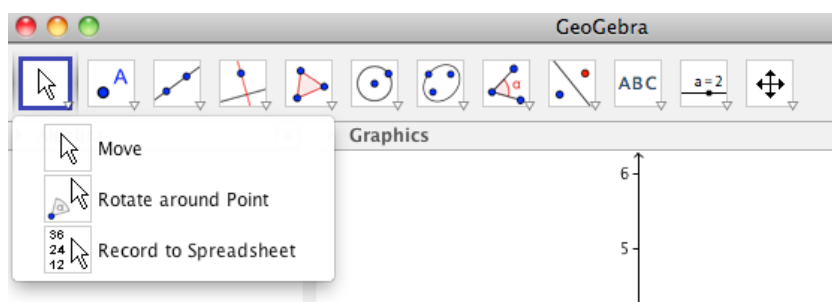 GeoGebra
A
α
ABC
a=2
Graphics
Move
Rotate around Point
36
24
12
Record to Spreadsheet
6
5